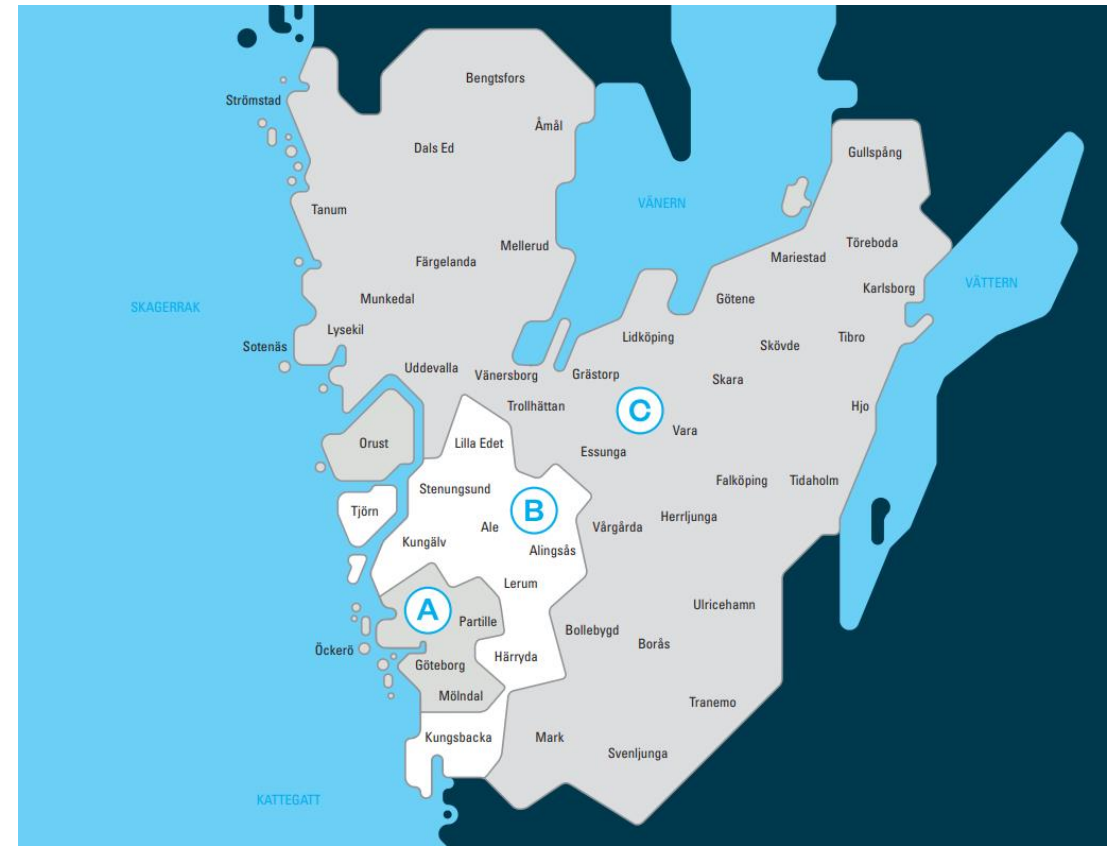 Bengtsfors
Strömstad
Åmål
Dals Ed
Gullspång
VÄNERN
Tanum
Mellerud
Töreboda
Mariestad
Färgelanda
VÄTTERN
Karlsborg
Munkedal
Götene
SKAGERRAK
Lysekil
Lidköping
Tibro
Sotenäs
Skövde
Uddevalla
Vänersborg
Grästorp
Skara
Trollhättan
C
Hjo
Vara
Orust
Lilla Edet
Essunga
Falköping
Tidaholm
Stenungsund
Tjörn
B
Ale
Vårgårda
Herrljunga
Kungälv
Alingsås
Lerum
A
Ulricehamn
Partille
Bollebygd
Borås
Öckerö
Härryda
Göteborg
Mölndal
Tranemo
Kungsbacka
Mark
Svenljunga
KATTEGATT